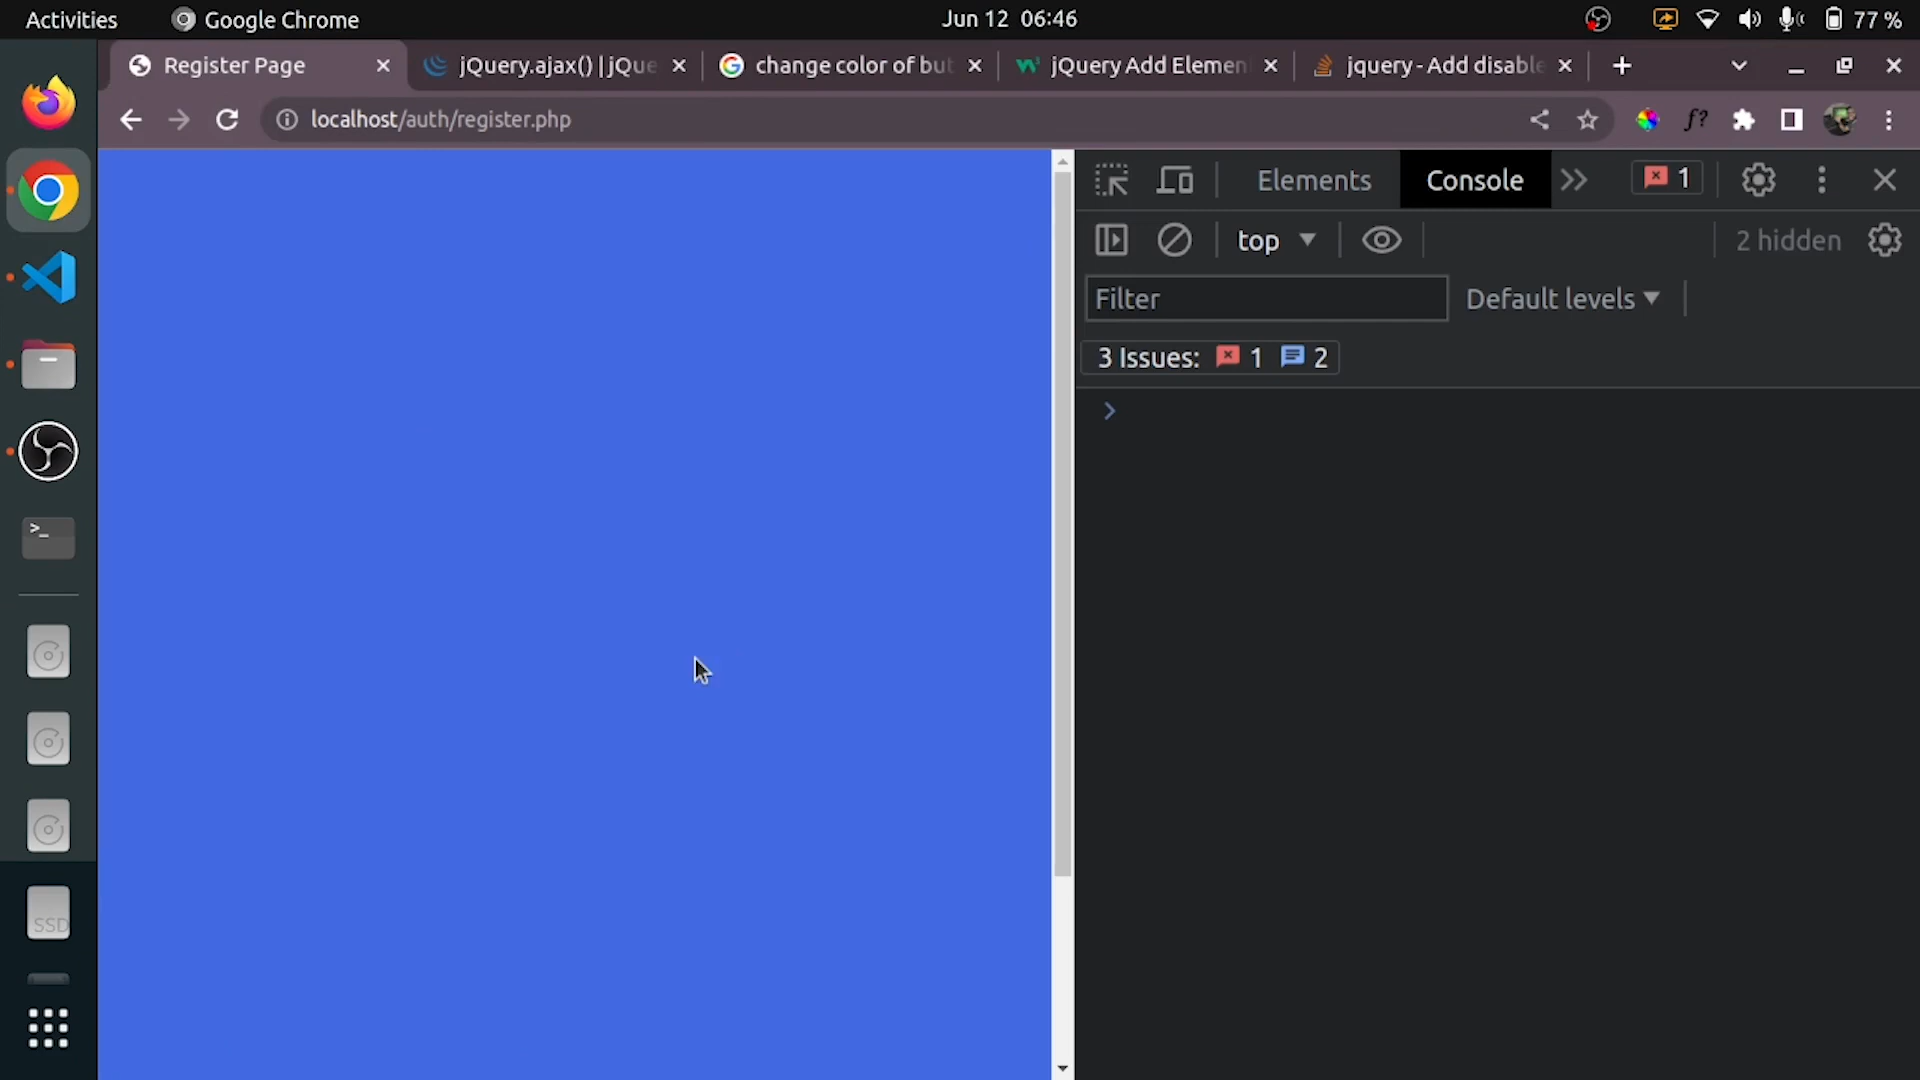 Activities Google Chrome Jun 12 06:46 77 %
Register Page jQuery.ajax() | jQue change color of but jQuery Add Elemen jquery - Add disable
localhost/auth/register.php f?
Elements Console 1
top 2 hidden
Filter Default levels
3 Issues: 1 2
>_
SSD